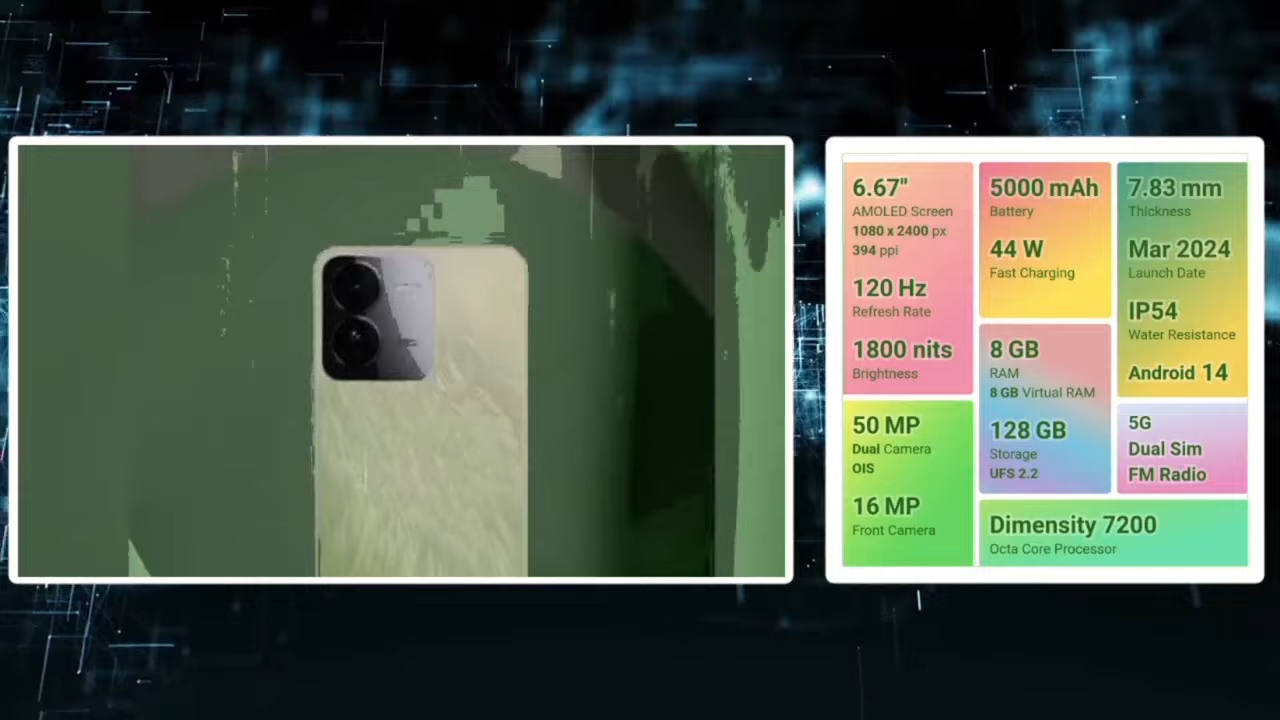 6.67"
AMOLED Screen
1080 x 2400 px
394 ppi
120 Hz
Refresh Rate
1800 nits
Brightness
50 MP
Dual Camera
OIS
16 MP
Front Camera
5000 mAh
Battery
44 W
Fast Charging
8 GB
RAM
8 GB Virtual RAM
128 GB
Storage
UFS 2.2
7.83 mm
Thickness
Mar 2024
Launch Date
IP54
Water Resistance
Android 14
5G
Dual Sim
FM Radio
Dimensity 7200
Octa Core Processor